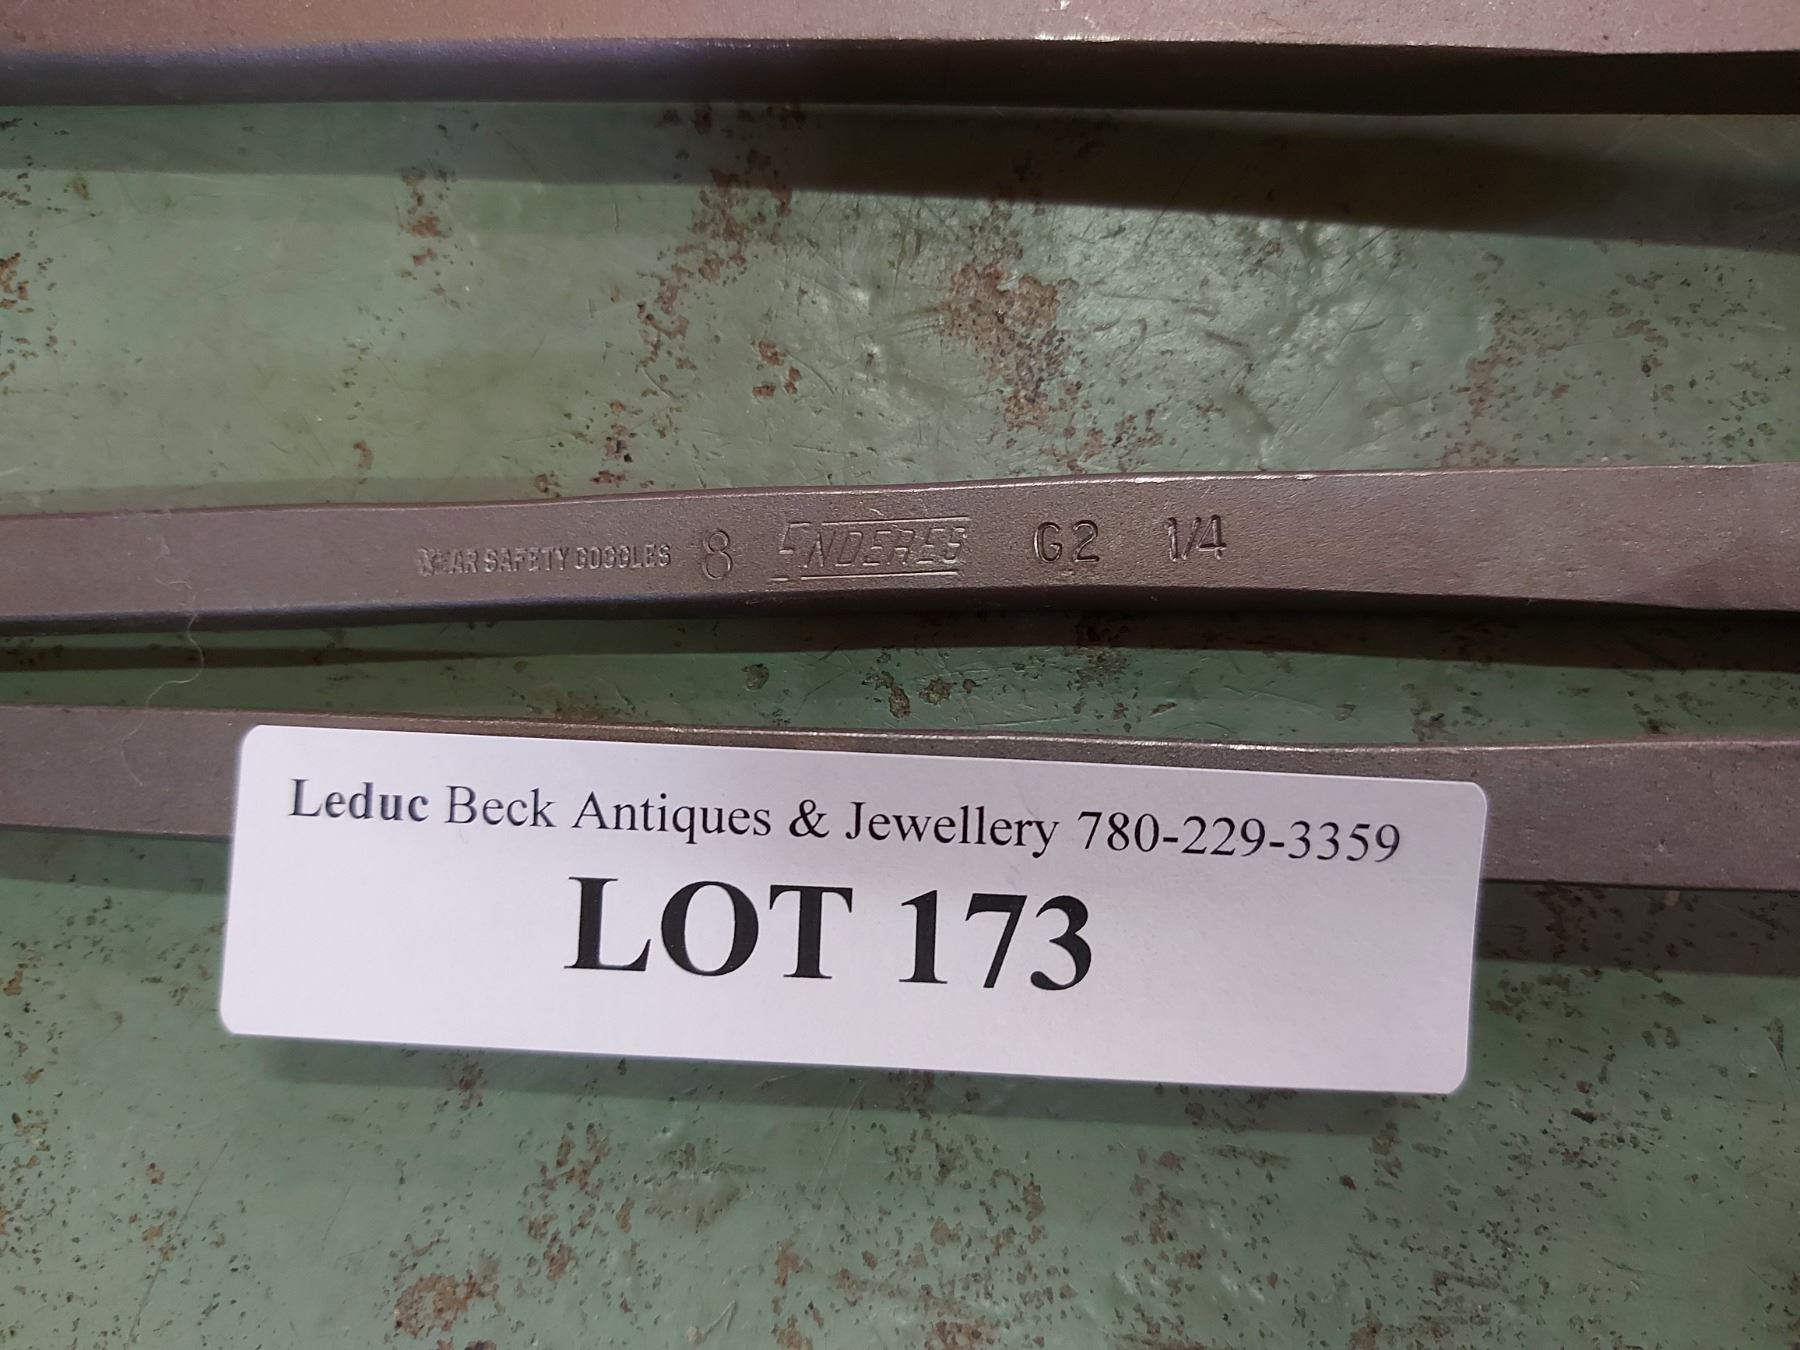 WEAR SAFETY GOGGLES 8 ENDERES G2 1/4
Leduc Beck Antiques & Jewellery 780-229-3359
LOT 173